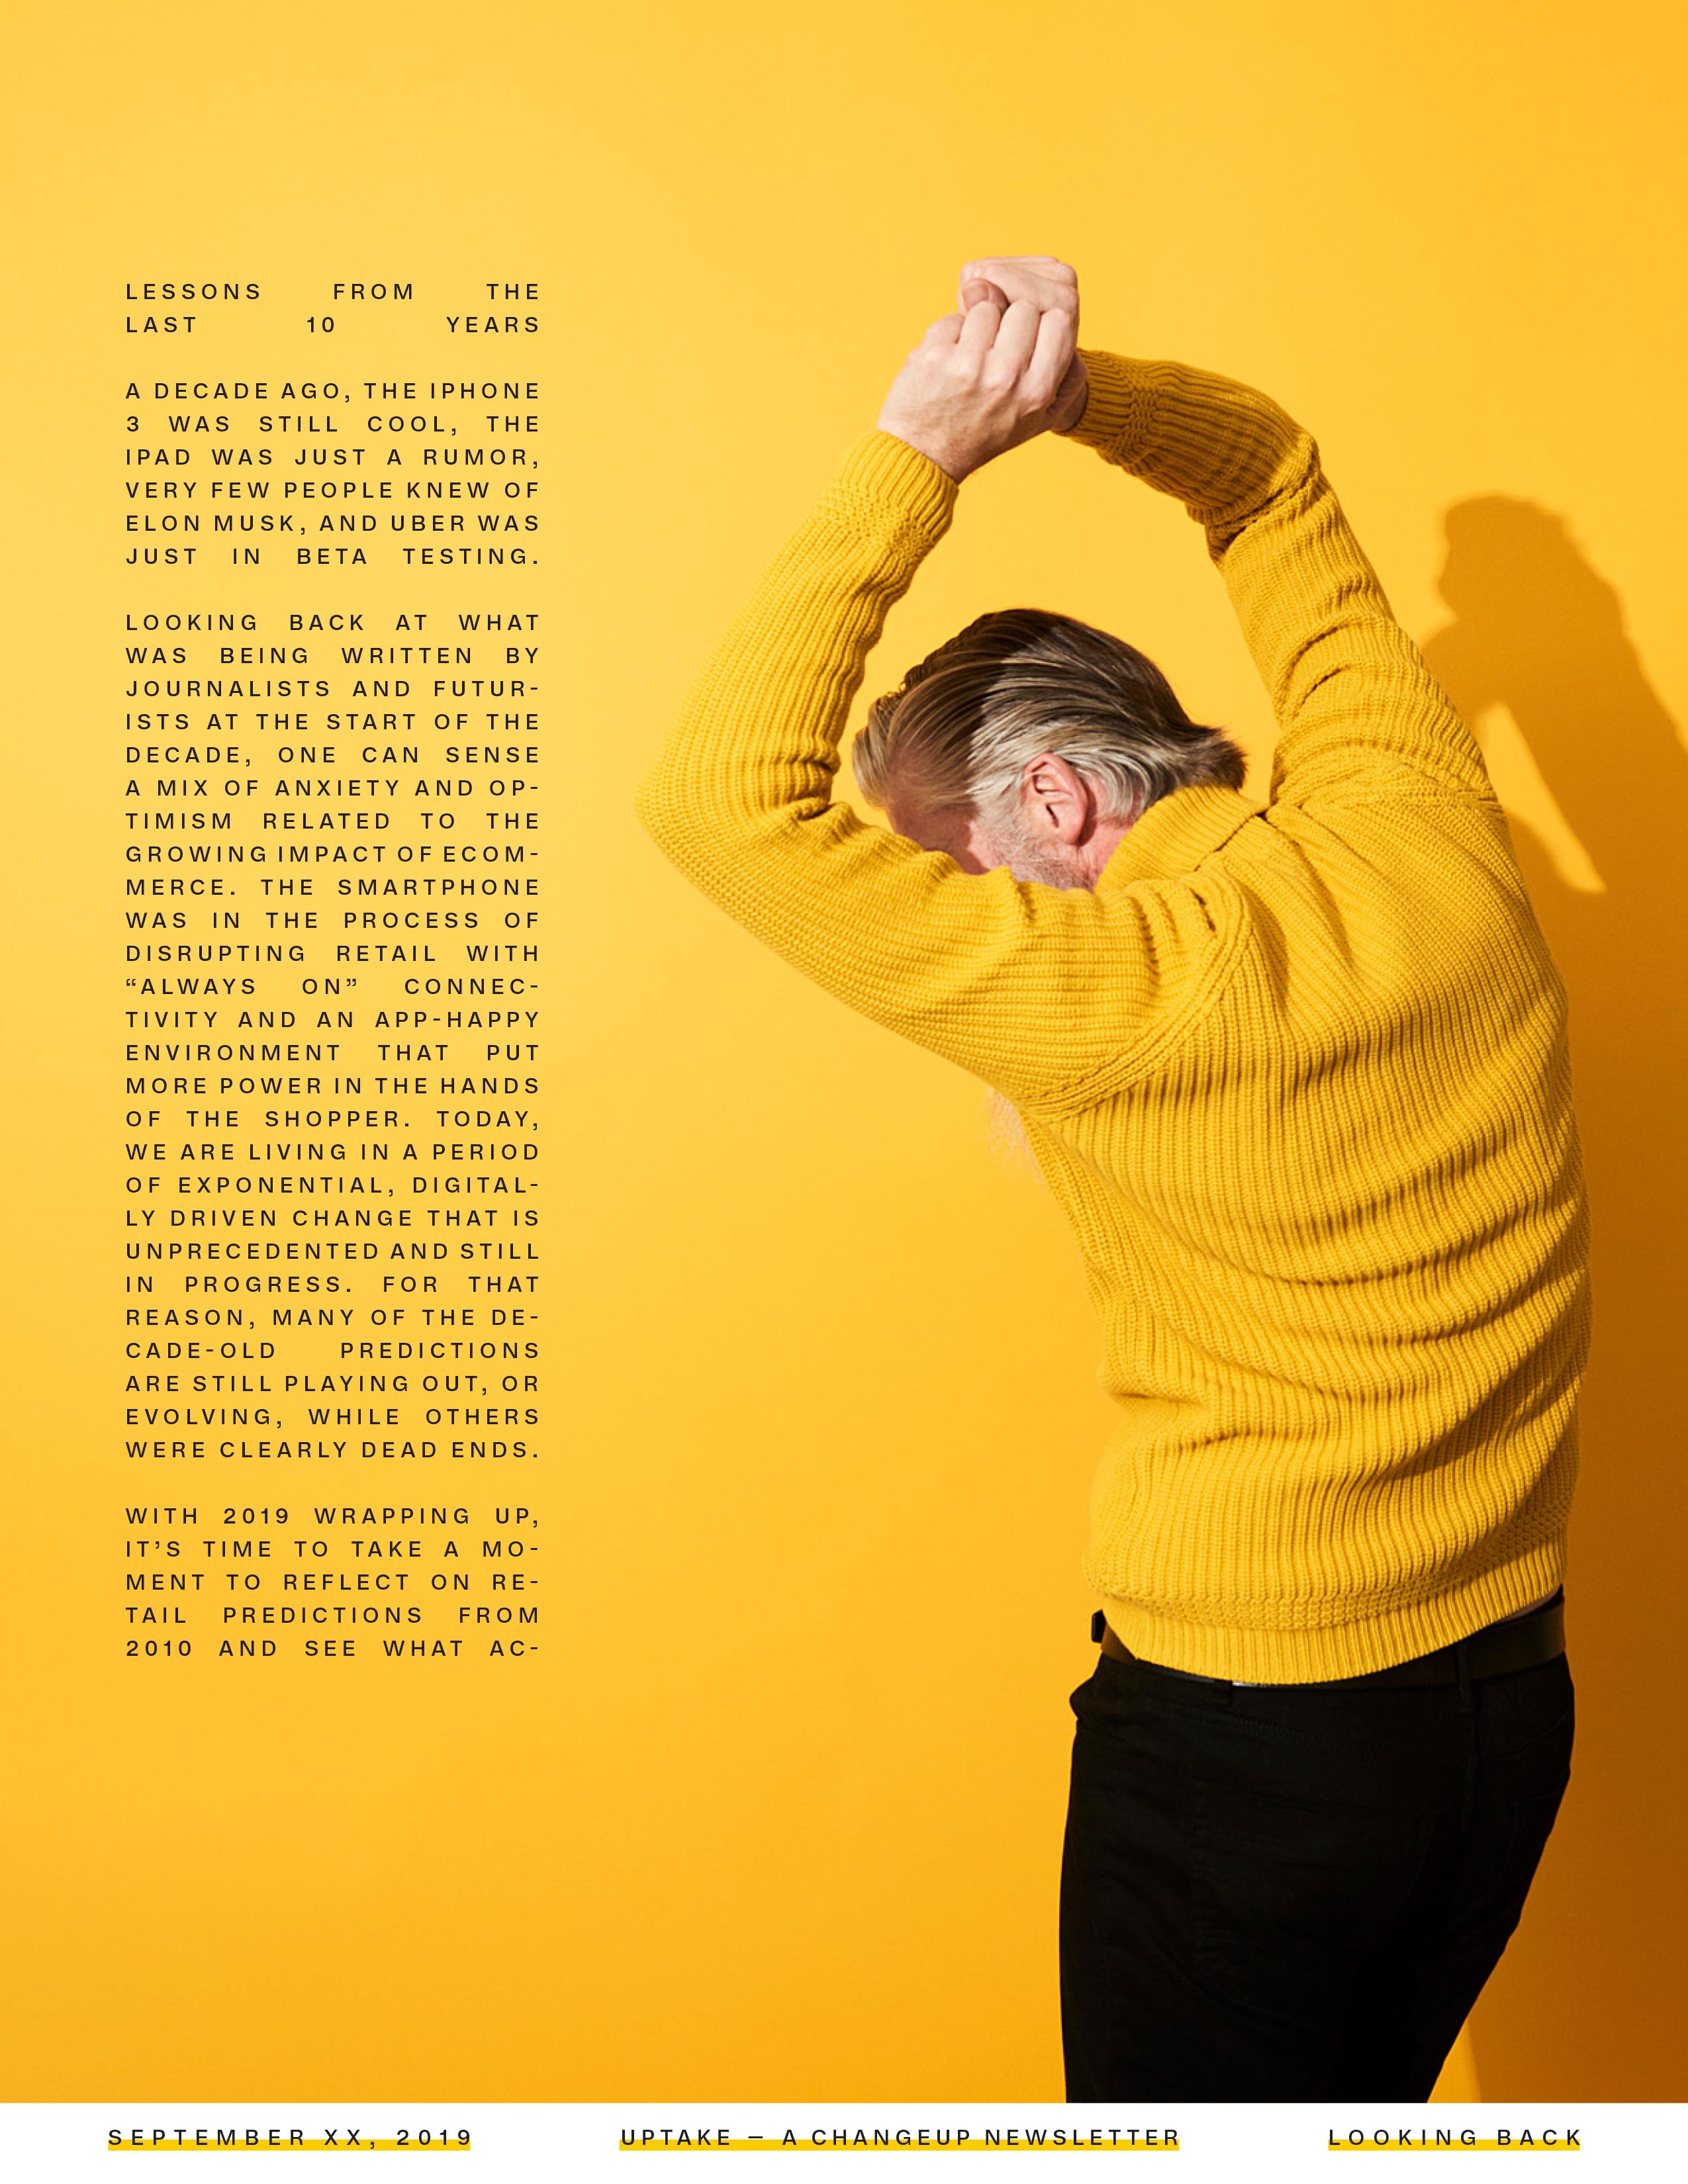 LESSONS FROM THE
LAST 10 YEARS
A DECADE AGO, THE IPHONE
3 WAS STILL COOL, THE
IPAD WAS JUST A RUMOR,
VERY FEW PEOPLE KNEW OF
ELON MUSK, AND UBER WAS
JUST IN BETA TESTING.
LOOKING BACK AT WHAT
WAS BEING WRITTEN BY
JOURNALISTS AND FUTUR-
ISTS AT THE START OF THE
DECADE, ONE CAN SENSE
A MIX OF ANXIETY AND OP-
TIMISM RELATED TO THE
GROWING IMPACT OF ECOM-
MERCE. THE SMARTPHONE
WAS IN THE PROCESS OF
DISRUPTING RETAIL WITH
“ALWAYS ON” CONNEC-
TIVITY AND AN APP-HAPPY
ENVIRONMENT THAT PUT
MORE POWER IN THE HANDS
OF THE SHOPPER. TODAY,
WE ARE LIVING IN A PERIOD
OF EXPONENTIAL, DIGITAL-
LY DRIVEN CHANGE THAT IS
UNPRECEDENTED AND STILL
IN PROGRESS. FOR THAT
REASON, MANY OF THE DE-
CADE-OLD PREDICTIONS
ARE STILL PLAYING OUT, OR
EVOLVING, WHILE OTHERS
WERE CLEARLY DEAD ENDS.
WITH 2019 WRAPPING UP,
IT’S TIME TO TAKE A MO-
MENT TO REFLECT ON RE-
TAIL PREDICTIONS FROM
2010 AND SEE WHAT AC-
SEPTEMBER XX, 2019
UPTAKE — A CHANGEUP NEWSLETTER
LOOKING BACK